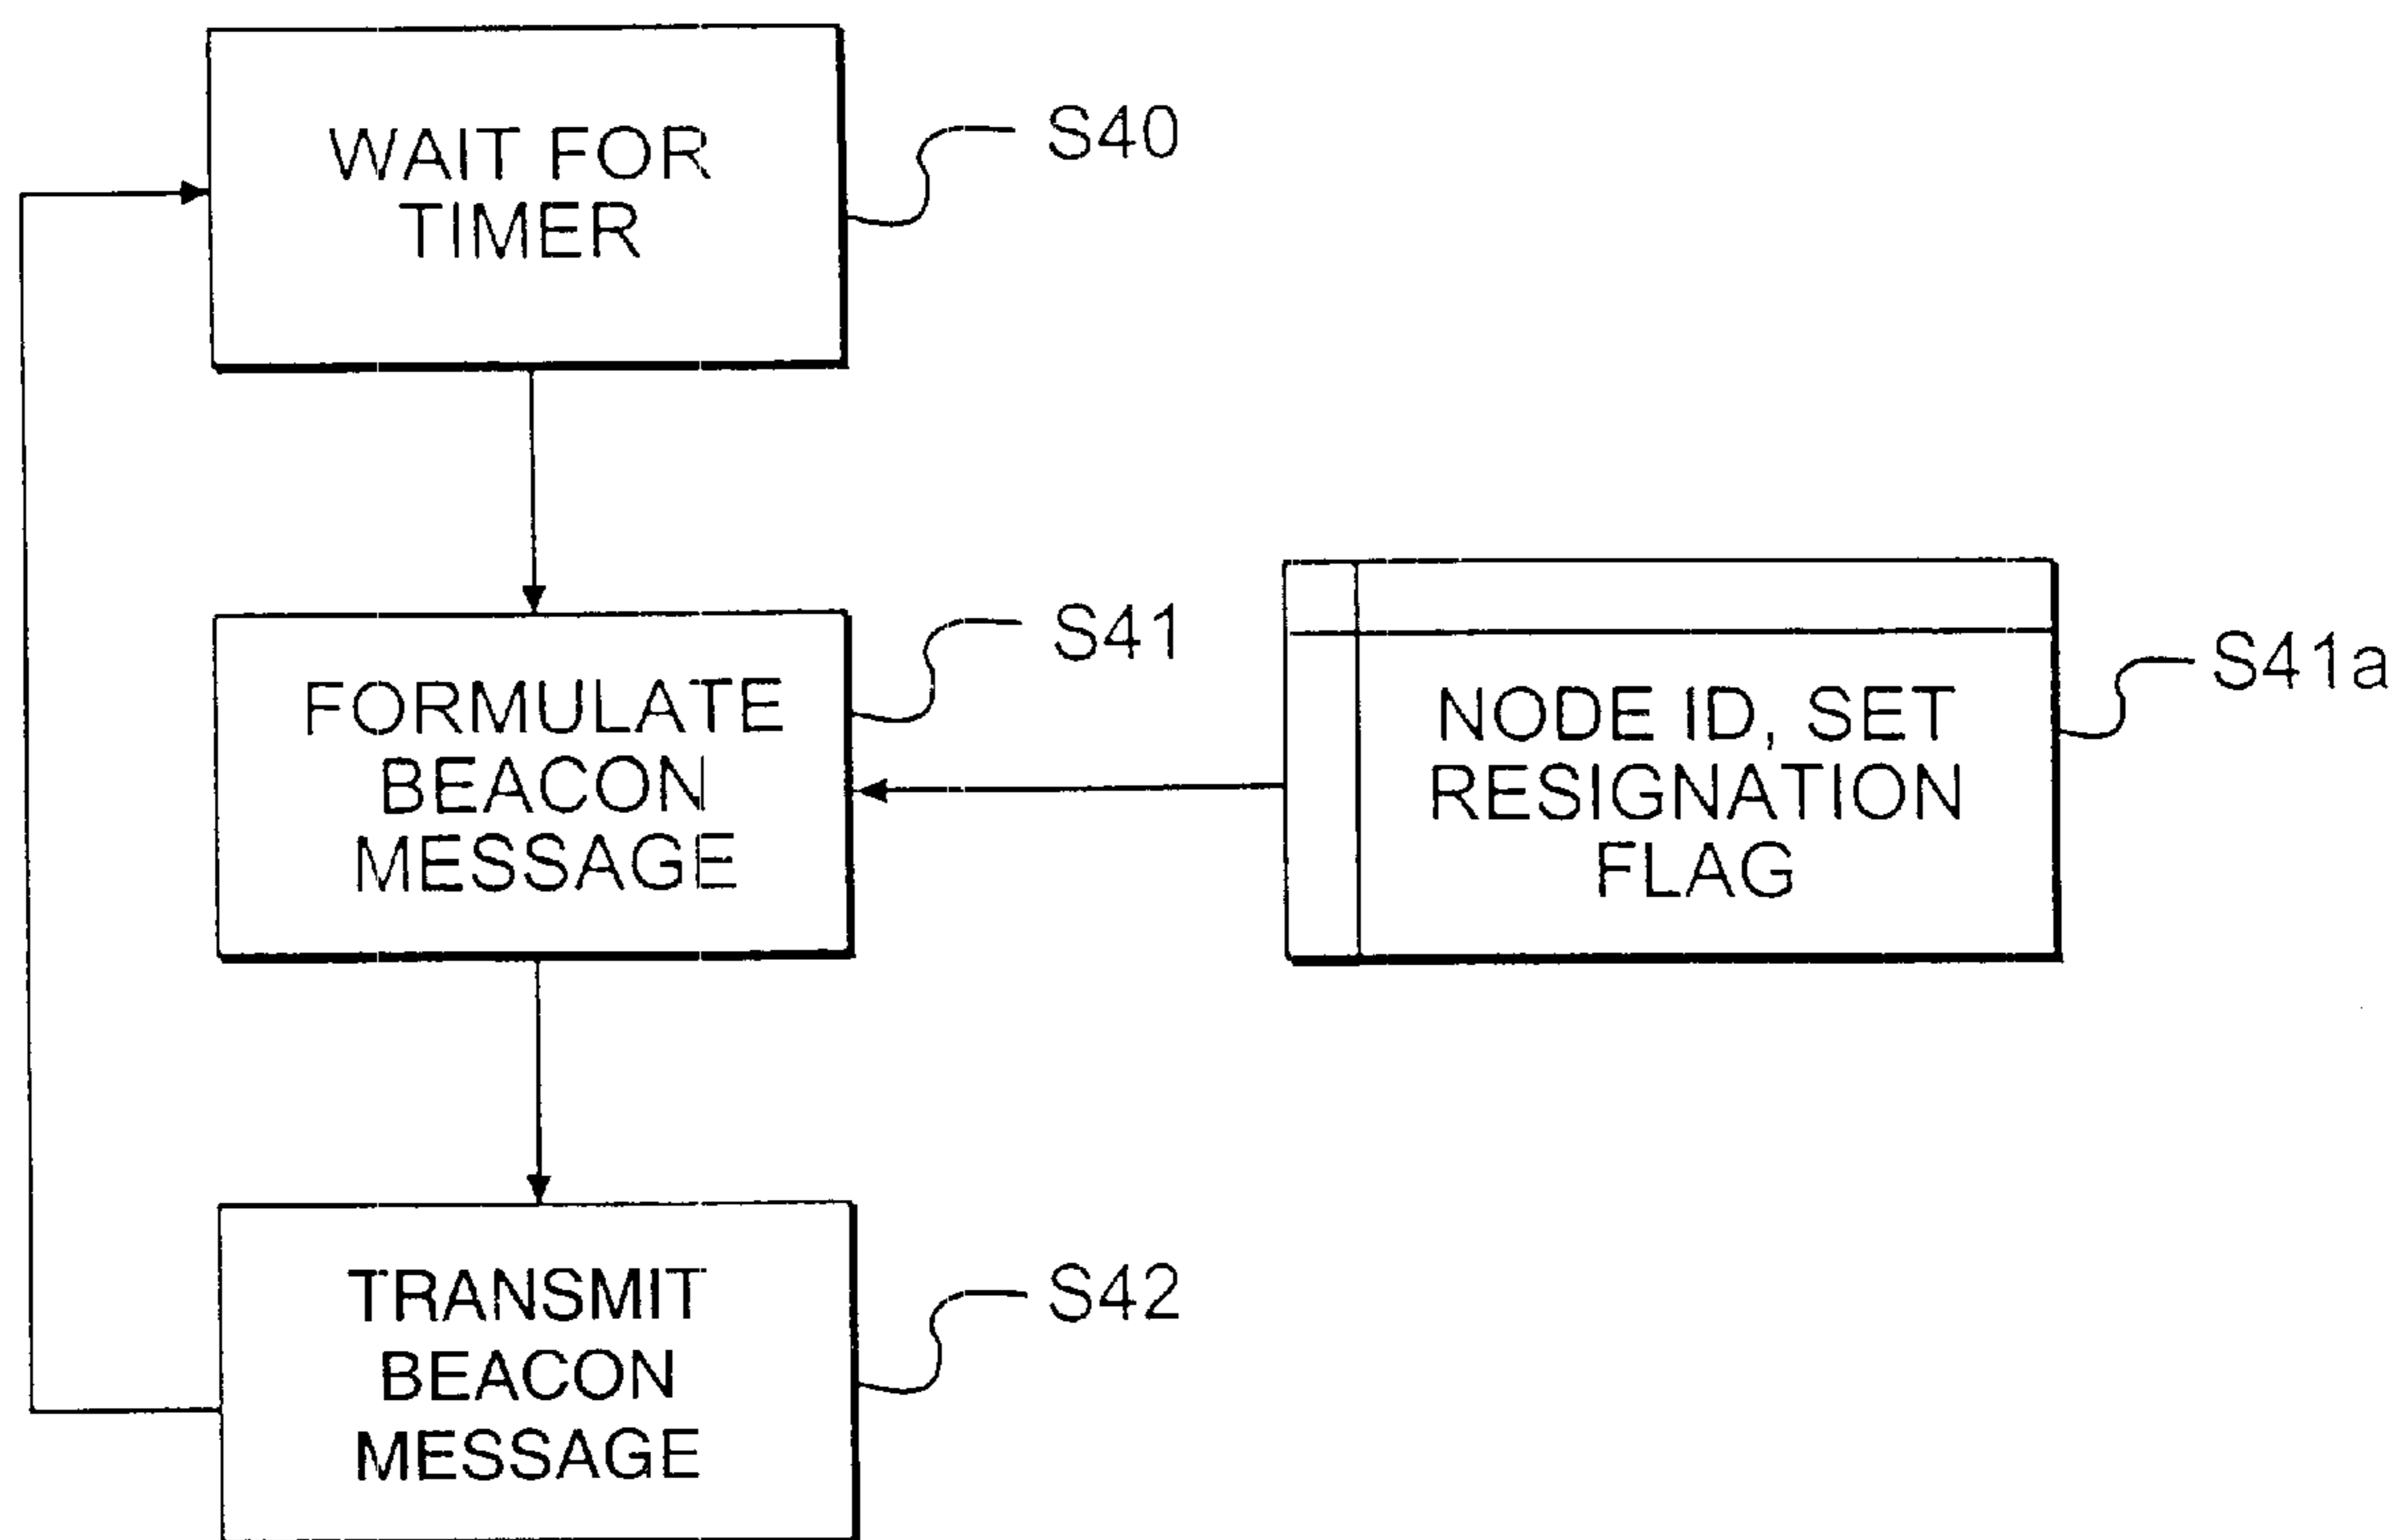 WAIT FOR
TIMER
S40
FORMULATE
BEACON
MESSAGE
S41
NODE ID, SET
RESIGNATION
FLAG
S41a
TRANSMIT
BEACON
MESSAGE
S42